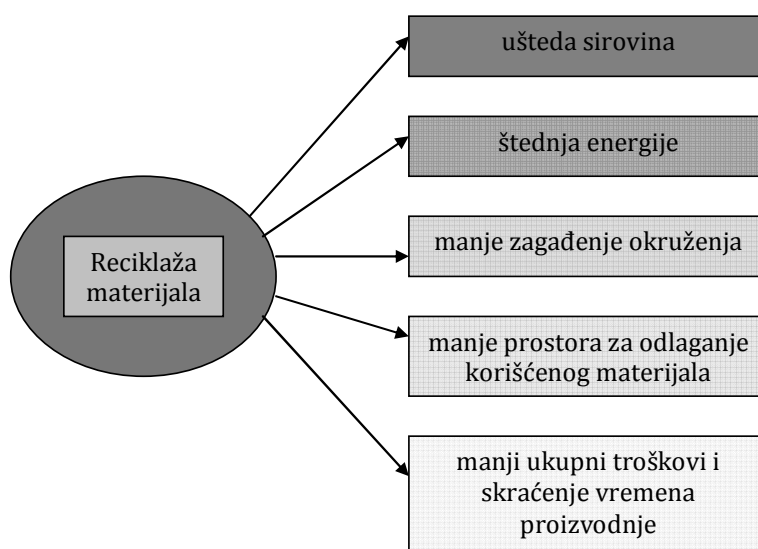 Reciklaža
materijala
ušteda sirovina
štednja energije
manje zagađenje okruženja
manje prostora za odlaganje
korišćenog materijala
manji ukupni troškovi i
skraćenje vremena
proizvodnje